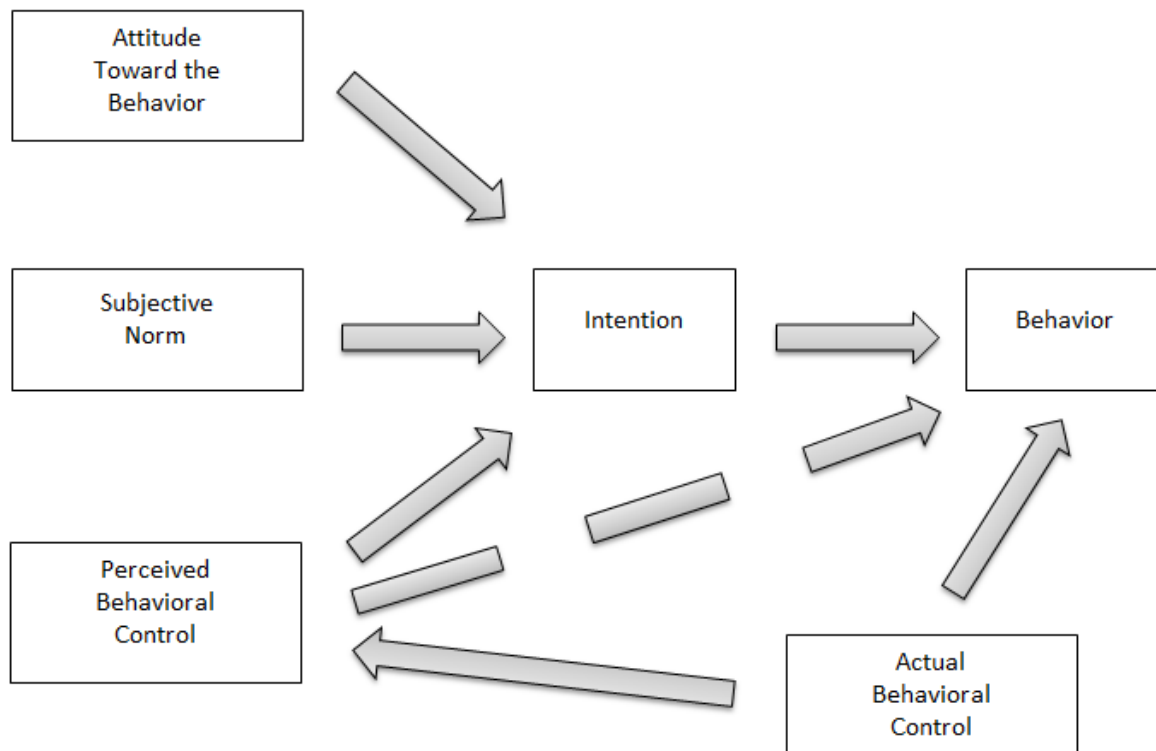 Attitude
Toward the
Behavior
Subjective
Norm
Intention
Behavior
Perceived
Behavioral
Control
Actual
Behavioral
Control